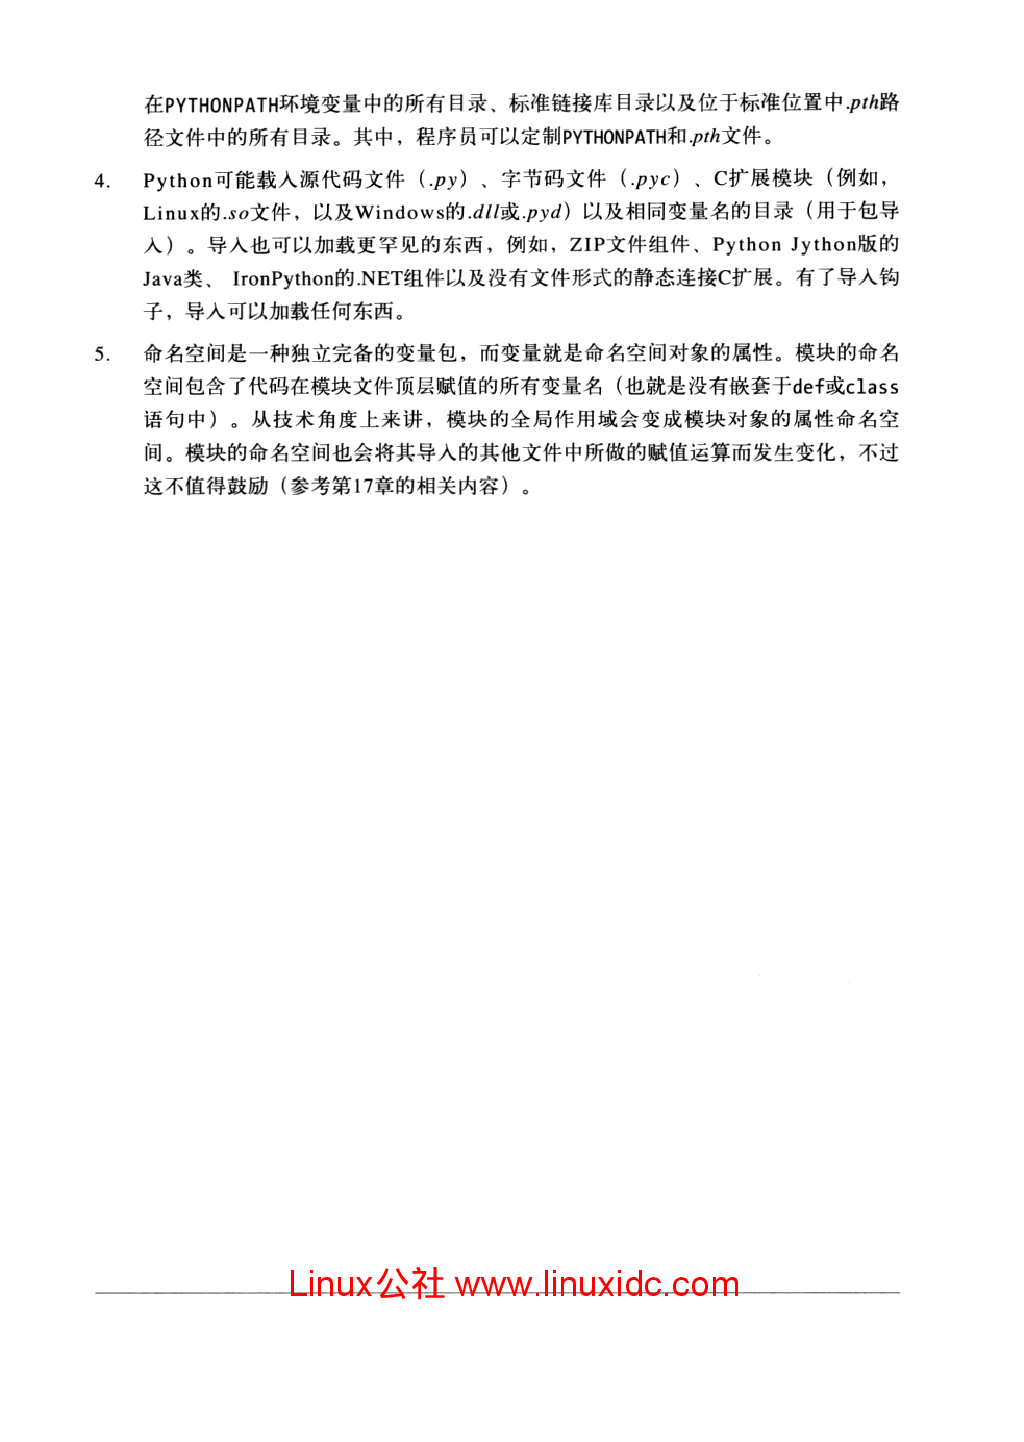 在PYTHONPATH环境变量中的所有目录、标准链接库目录以及位于标准位置中.pth路
径文件中的所有目录。其中，程序员可以定制PYTHONPATH和.pth文件。
4. Python可能载入源代码文件（.py）、字节码文件（.pyc）、C扩展模块（例如，
Linux的.so文件，以及Windows的.dll或.pyd）以及相同变量名的目录（用于包导
入）。导入也可以加载更罕见的东西，例如，ZIP文件组件、Python Jython版的
Java类、 IronPython的.NET组件以及没有文件形式的静态连接C扩展。有了导入钩
子，导入可以加载任何东西。
5. 命名空间是一种独立完备的变量包，而变量就是命名空间对象的属性。模块的命名
空间包含了代码在模块文件顶层赋值的所有变量名（也就是没有嵌套于def或class
语句中）。从技术角度上来讲，模块的全局作用域会变成模块对象的属性命名空
间。模块的命名空间也会将其导入的其他文件中所做的赋值运算而发生变化，不过
这不值得鼓励（参考第17章的相关内容）。
Linux公社 www.linuxidc.com